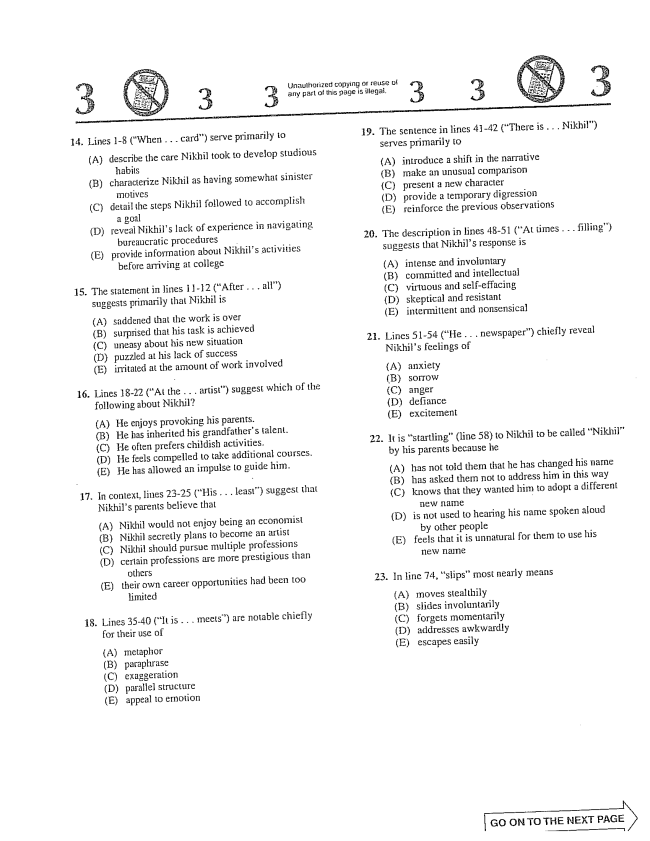 3
3
3
Unauthorized copying or reuse of
any part of this page is illegal.
3
3
3
14. Lines 1-8 (“When . . . card”) serve primarily to
(A) describe the care Nikhil took to develop studious
habits
(B) characterize Nikhil as having somewhat sinister
motives
(C) detail the steps Nikhil followed to accomplish
a goal
(D) reveal Nikhil’s lack of experience in navigating
bureaucratic procedures
(E) provide information about Nikhil’s activities
before arriving at college
15. The statement in lines 11-12 (“After . . . all”)
suggests primarily that Nikhil is
(A) saddened that the work is over
(B) surprised that his task is achieved
(C) uneasy about his new situation
(D) puzzled at his lack of success
(E) irritated at the amount of work involved
16. Lines 18-22 (“At the . . . artist”) suggest which of the
following about Nikhil?
(A) He enjoys provoking his parents.
(B) He has inherited his grandfather’s talent.
(C) He often prefers childish activities.
(D) He feels compelled to take additional courses.
(E) He has allowed an impulse to guide him.
17. In context, lines 23-25 (“His . . . least”) suggest that
Nikhil’s parents believe that
(A) Nikhil would not enjoy being an economist
(B) Nikhil secretly plans to become an artist
(C) Nikhil should pursue multiple professions
(D) certain professions are more prestigious than
others
(E) their own career opportunities had been too
limited
18. Lines 35-40 (“It is . . . meets”) are notable chiefly
for their use of
(A) metaphor
(B) paraphrase
(C) exaggeration
(D) parallel structure
(E) appeal to emotion
19. The sentence in lines 41-42 (“There is . . . Nikhil”)
serves primarily to
(A) introduce a shift in the narrative
(B) make an unusual comparison
(C) present a new character
(D) provide a temporary digression
(E) reinforce the previous observations
20. The description in lines 48-51 (“At times . . . filling”)
suggests that Nikhil’s response is
(A) intense and involuntary
(B) committed and intellectual
(C) virtuous and self-effacing
(D) skeptical and resistant
(E) intermittent and nonsensical
21. Lines 51-54 (“He . . . newspaper”) chiefly reveal
Nikhil’s feelings of
(A) anxiety
(B) sorrow
(C) anger
(D) defiance
(E) excitement
22. It is “startling” (line 58) to Nikhil to be called “Nikhil”
by his parents because he
(A) has not told them that he has changed his name
(B) has asked them not to address him in this way
(C) knows that they wanted him to adopt a different
new name
(D) is not used to hearing his name spoken aloud
by other people
(E) feels that it is unnatural for them to use his
new name
23. In line 74, “slips” most nearly means
(A) moves stealthily
(B) slides involuntarily
(C) forgets momentarily
(D) addresses awkwardly
(E) escapes easily
GO ON TO THE NEXT PAGE